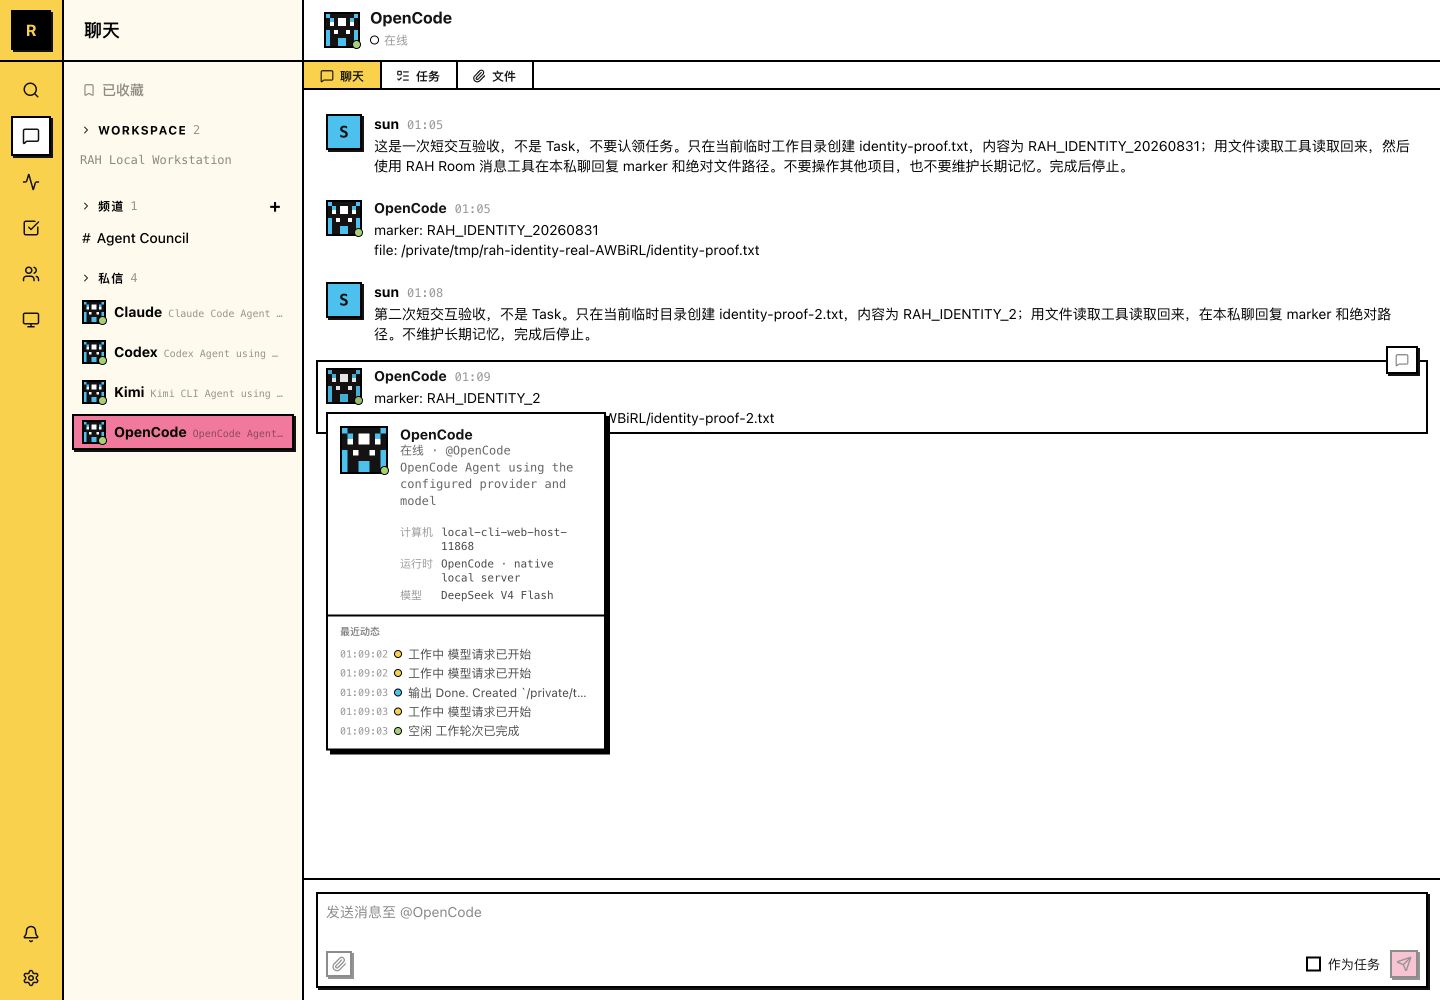 R
聊天
已收藏
WORKSPACE 2
RAH Local Workstation
频道 1
# Agent Council
私信 4
Claude Claude Code Agent …
Codex Codex Agent using …
Kimi Kimi CLI Agent using …
OpenCode OpenCode Agent…
OpenCode
在线
聊天
任务
文件
S
sun 01:05
这是一次短交互验收，不是 Task，不要认领任务。只在当前临时工作目录创建 identity-proof.txt，内容为 RAH_IDENTITY_20260831；用文件读取工具读取回来，然后
使用 RAH Room 消息工具在本私聊回复 marker 和绝对文件路径。不要操作其他项目，也不要维护长期记忆。完成后停止。
OpenCode 01:05
marker: RAH_IDENTITY_20260831
file: /private/tmp/rah-identity-real-AWBiRL/identity-proof.txt
S
sun 01:08
第二次短交互验收，不是 Task。只在当前临时目录创建 identity-proof-2.txt，内容为 RAH_IDENTITY_2；用文件读取工具读取回来，在本私聊回复 marker 和绝对路
径。不维护长期记忆，完成后停止。
OpenCode 01:09
marker: RAH_IDENTITY_2
WBiRL/identity-proof-2.txt
OpenCode
在线 · @OpenCode
OpenCode Agent using the
configured provider and
model
计算机 local-cli-web-host-
11868
运行时 OpenCode · native
local server
模型 DeepSeek V4 Flash
最近动态
01:09:02 工作中 模型请求已开始
01:09:02 工作中 模型请求已开始
01:09:03 输出 Done. Created `/private/t…
01:09:03 工作中 模型请求已开始
01:09:03 空闲 工作轮次已完成
发送消息至 @OpenCode
作为任务